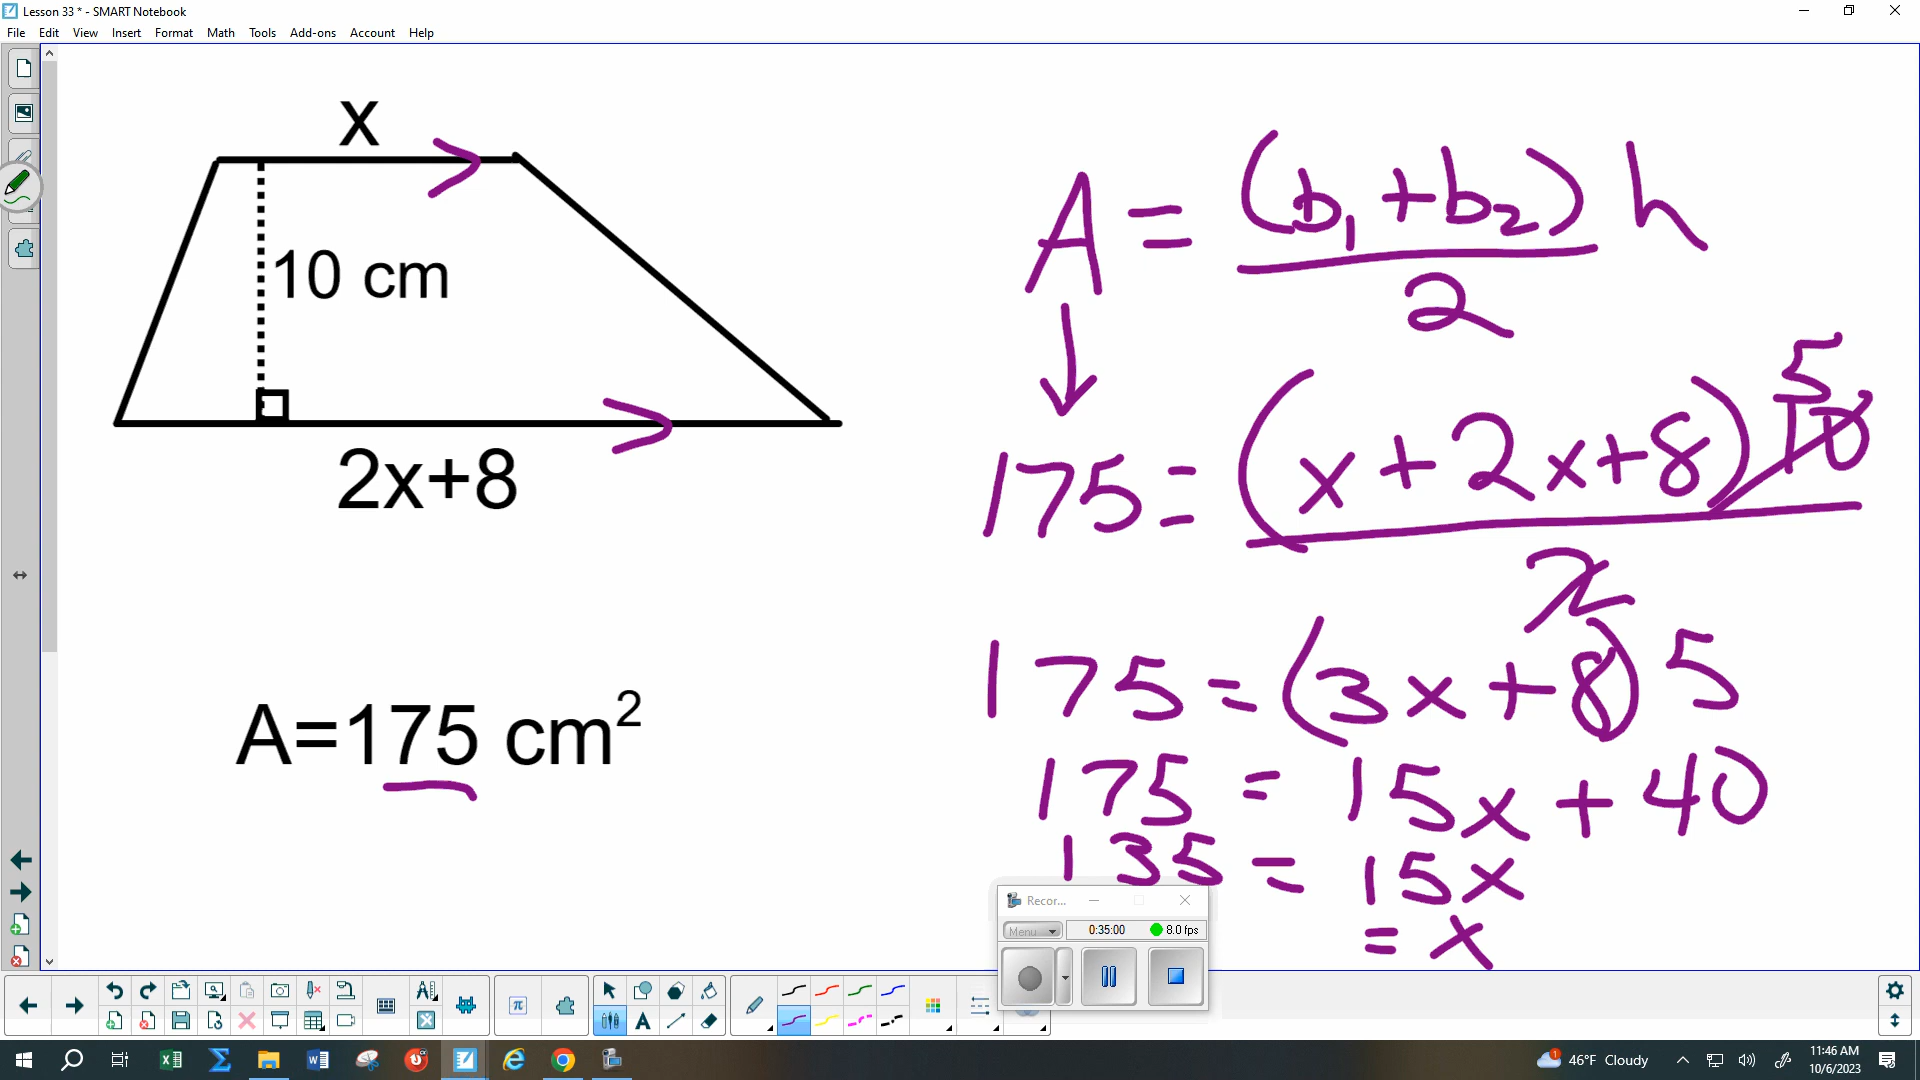 Lesson 33 * - SMART Notebook
File Edit View Insert Format Math Tools Add-ons Account Help
x
10 cm
2x+8
A=175 cm²
A = (b₁+b₂)h
2
5
175 = (x+2x+8)10
2
175 = (3x+8)5
175 = 15x + 40
135 = 15x
= x
Recor...
Menu 0:35:00 8.0 fps
π
A
46°F Cloudy
11:46 AM
10/6/2023